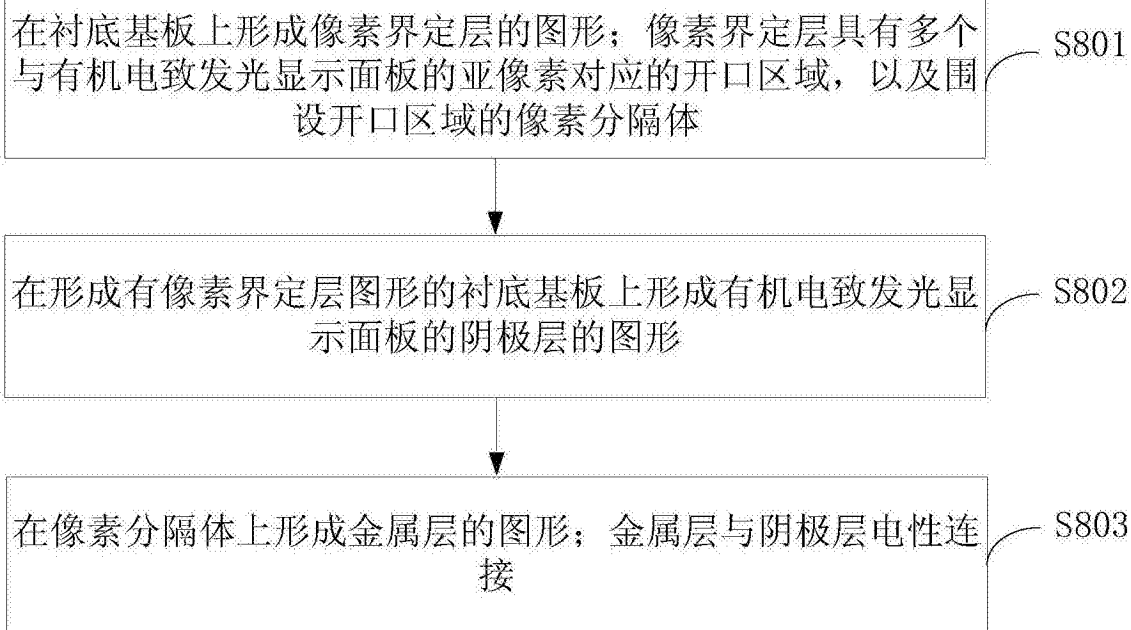 在衬底基板上形成像素界定层的图形；像素界定层具有多个
与有机电致发光显示面板的亚像素对应的开口区域，以及围
设开口区域的像素分隔体
S801
在形成有像素界定层图形的衬底基板上形成有机电致发光显
示面板的阴极层的图形
S802
在像素分隔体上形成金属层的图形；金属层与阴极层电性连
接
S803